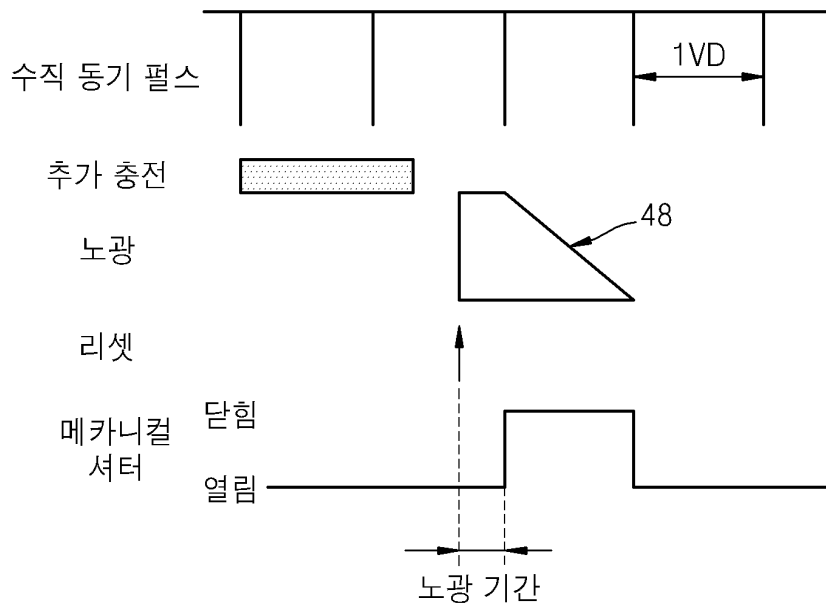 수직 동기 펄스
1VD
추가 충전
노광
48
리셋
메카니컬
셔터
닫힘
열림
노광 기간